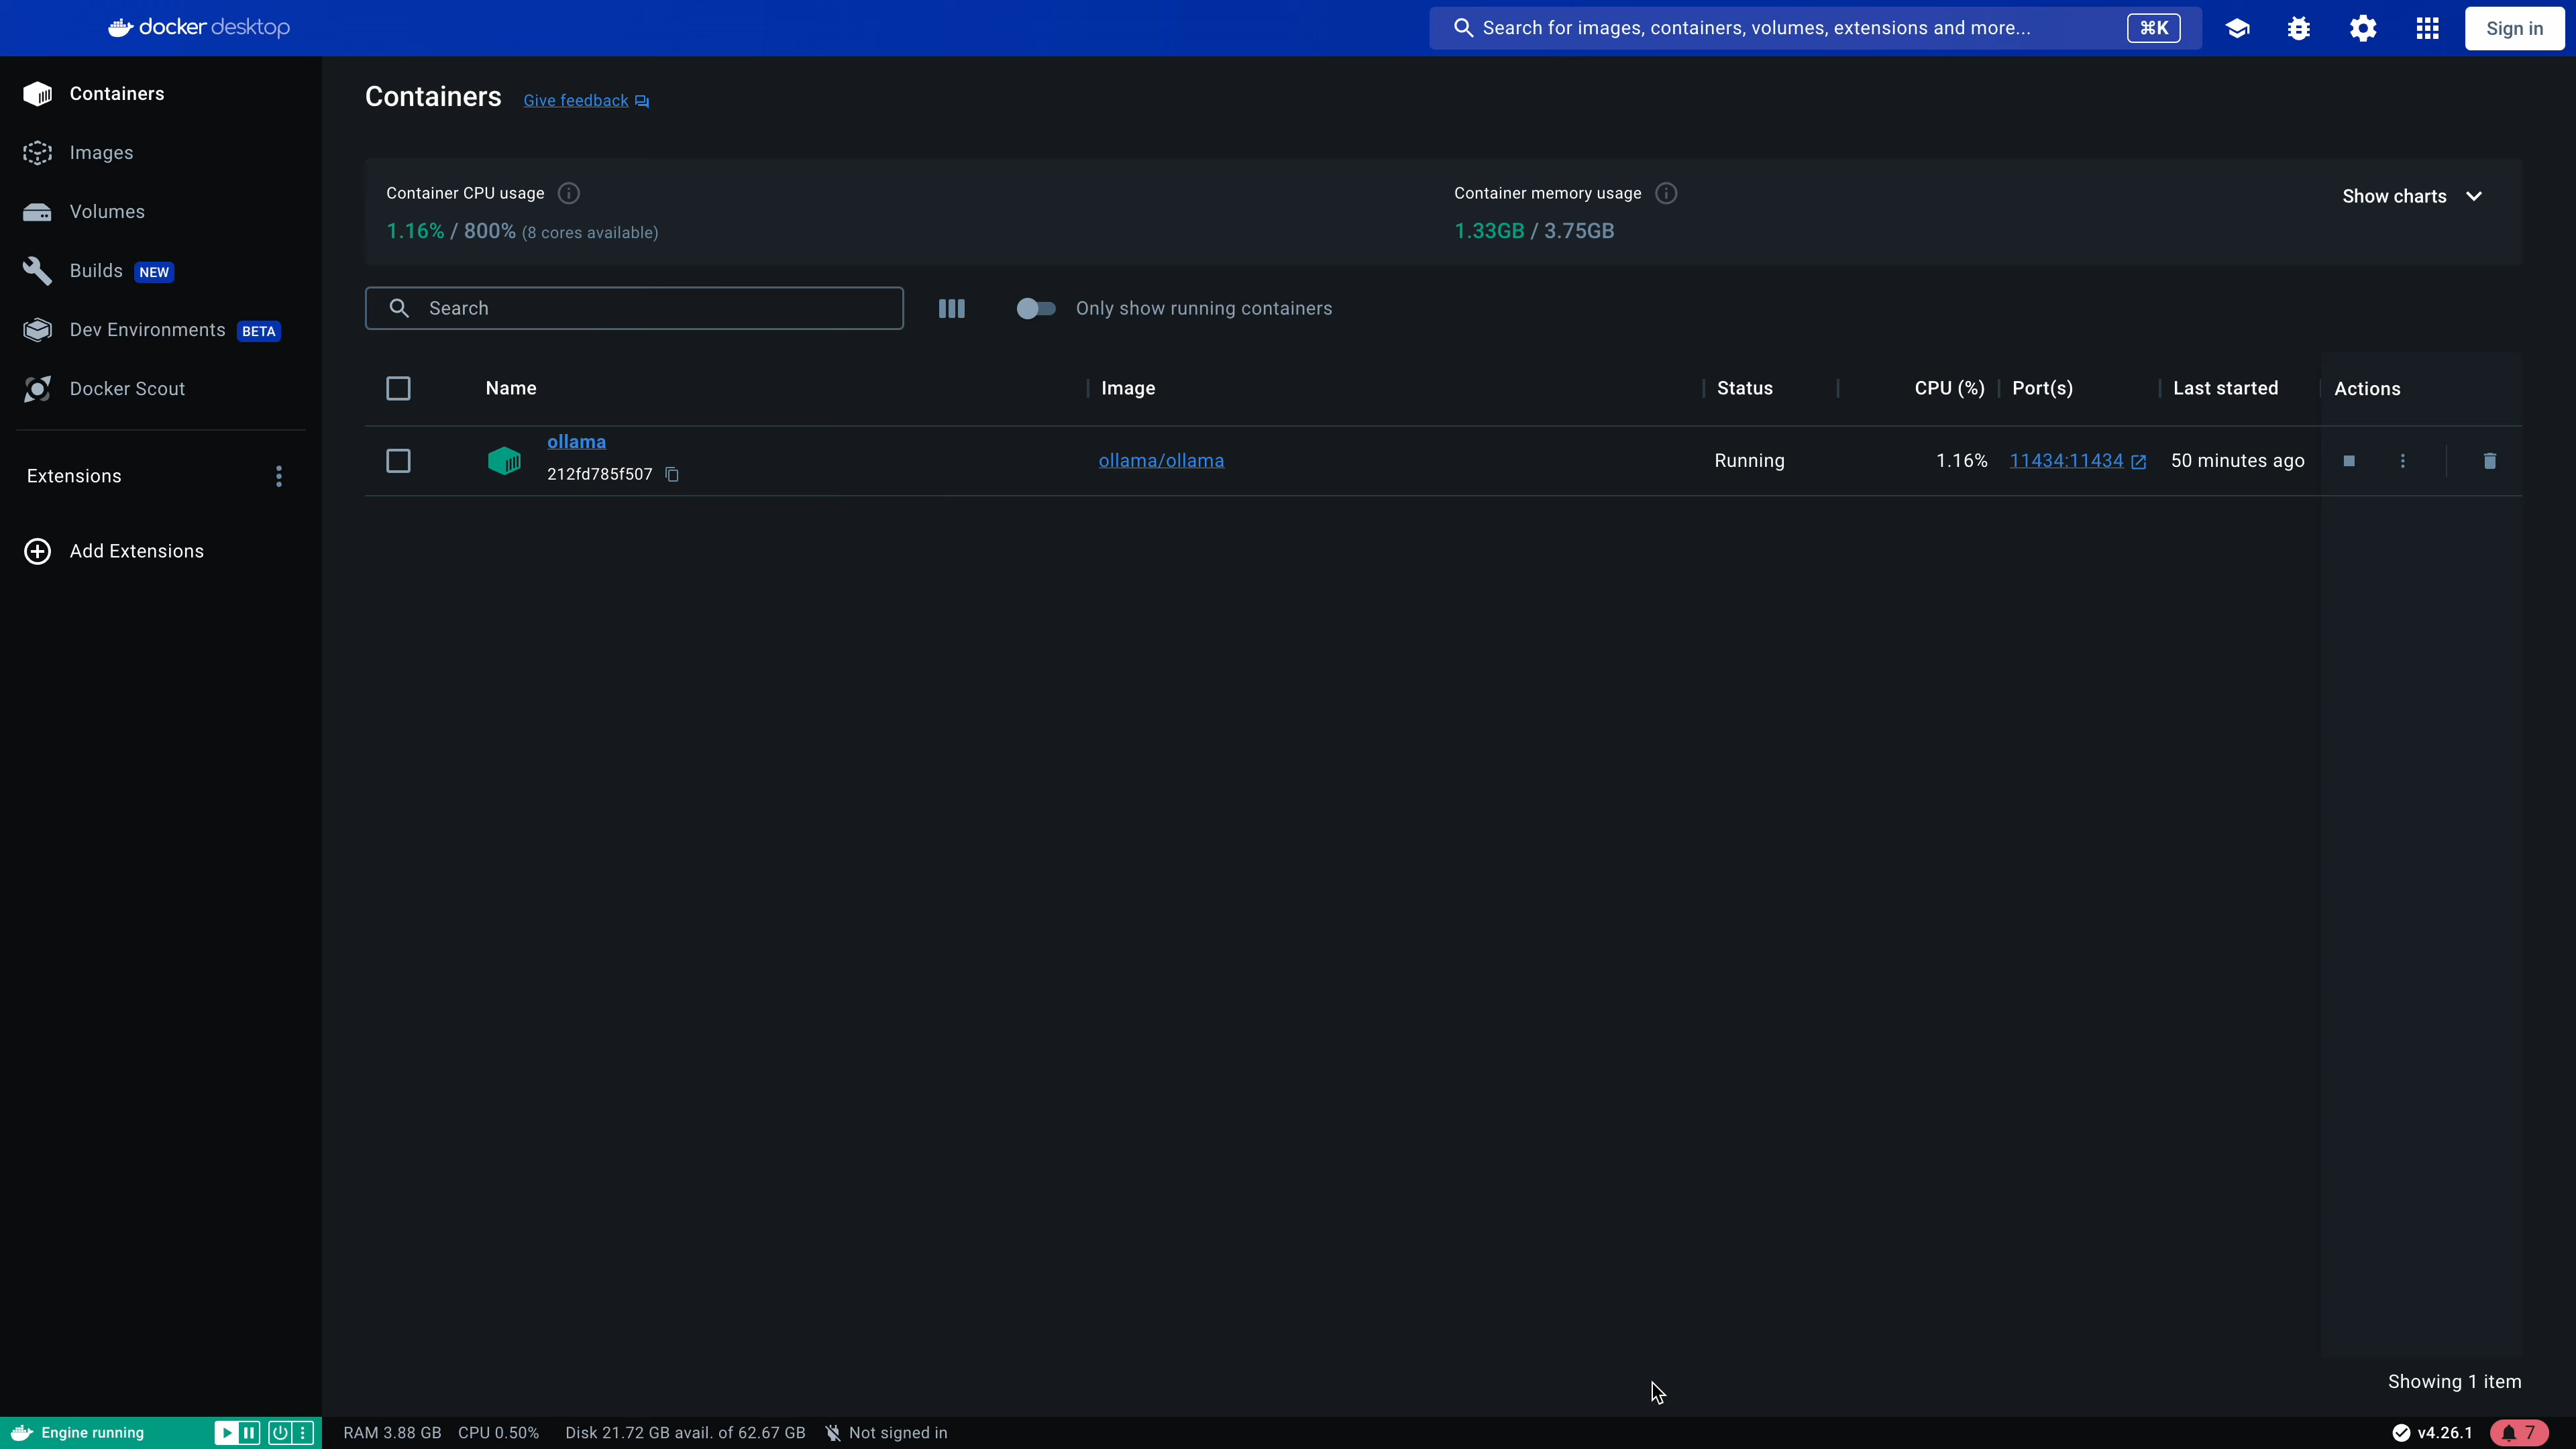 docker desktop
Search for images, containers, volumes, extensions and more... ⌘K
Sign in
Containers
Images
Volumes
Builds NEW
Dev Environments BETA
Docker Scout
Extensions
Add Extensions
Containers Give feedback
Container CPU usage
1.16% / 800% (8 cores available)
Container memory usage
1.33GB / 3.75GB
Show charts
Search
Only show running containers
Name Image Status CPU (%) Port(s) Last started Actions
ollama
212fd785f507
ollama/ollama Running 1.16% 11434:11434 50 minutes ago
Showing 1 item
Engine running
RAM 3.88 GB CPU 0.50% Disk 21.72 GB avail. of 62.67 GB Not signed in
v4.26.1 7